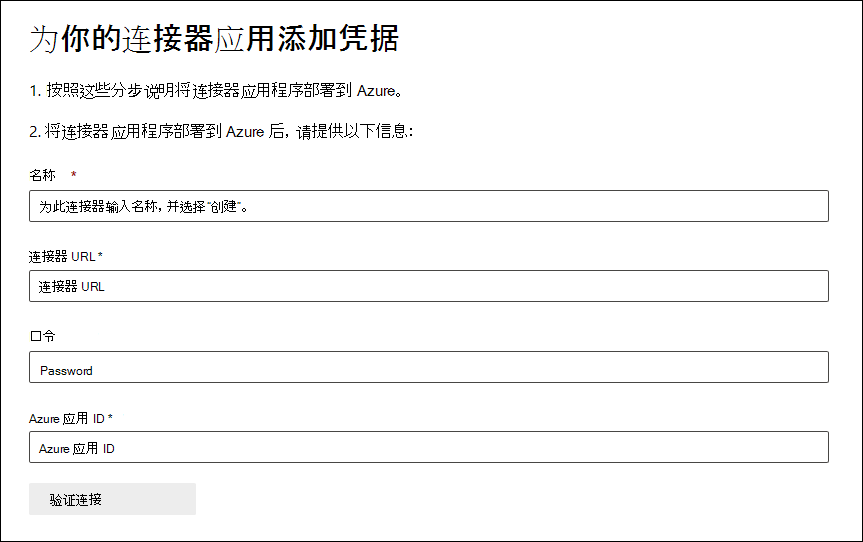 为你的连接器应用添加凭据
1. 按照这些分步说明将连接器应用程序部署到 Azure。
2. 将连接器应用程序部署到 Azure 后, 请提供以下信息:
名称 *
为此连接器输入名称, 并选择"创建"。
连接器 URL *
连接器 URL
口令
Password
Azure 应用 ID *
Azure 应用 ID
验证连接